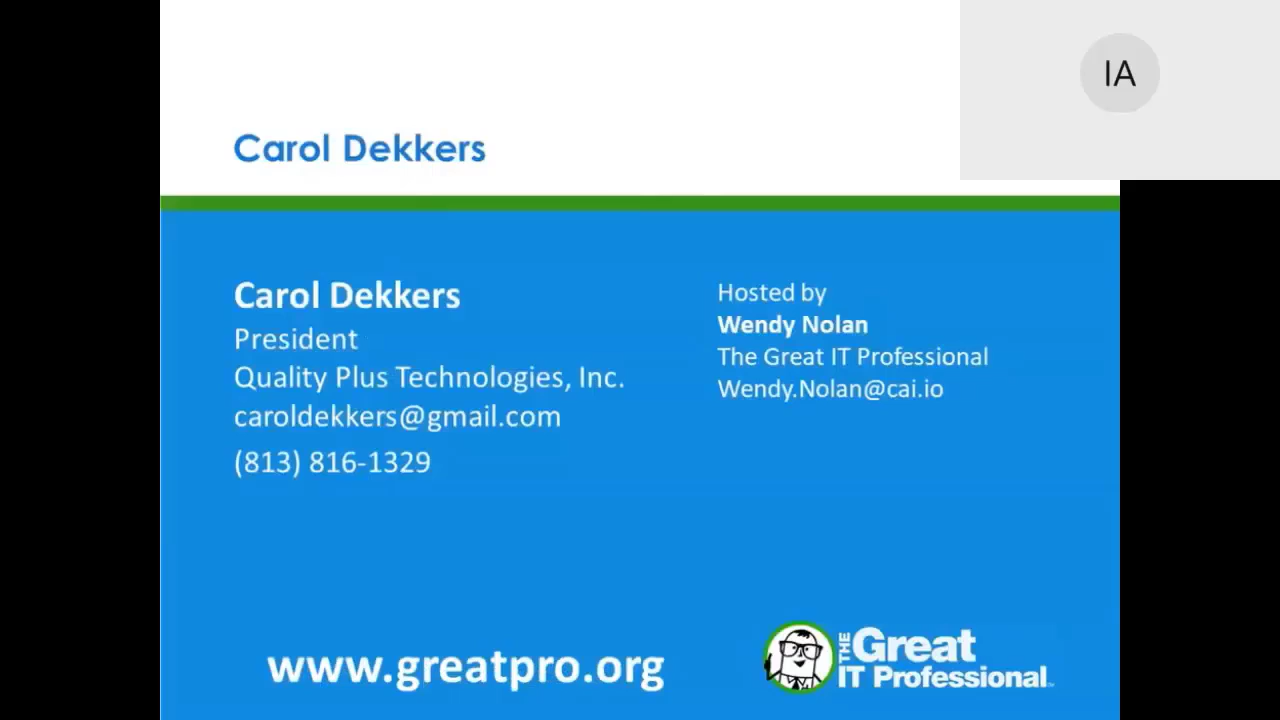 IA
Carol Dekkers
Carol Dekkers
President
Quality Plus Technologies, Inc.
caroldekkers@gmail.com
(813) 816-1329
Hosted by
Wendy Nolan
The Great IT Professional
Wendy.Nolan@cai.io
www.greatpro.org
THE Great
IT Professional